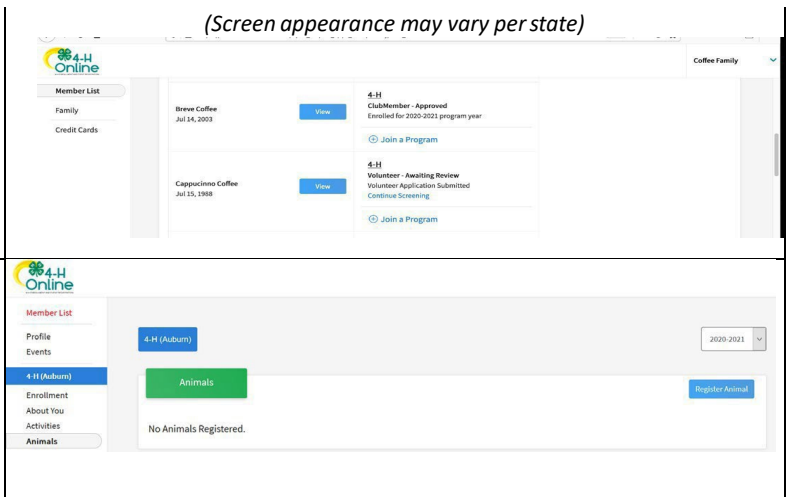 (Screen appearance may vary per state)
4-H
Online
Coffee Family
Member List
Family
Credit Cards
Breve Coffee
Jul 14, 2003
View
4-H
ClubMember - Approved
Enrolled for 2020-2021 program year
Join a Program
Cappucinno Coffee
Jul 15, 1988
View
4-H
Volunteer - Awaiting Review
Volunteer Application Submitted
Continue Screening
Join a Program
4-H
Online
Member List
Profile
Events
4-H (Auburn)
Enrollment
About You
Activities
Animals
4-H (Auburn)
2020-2021
Animals
Register Animal
No Animals Registered.